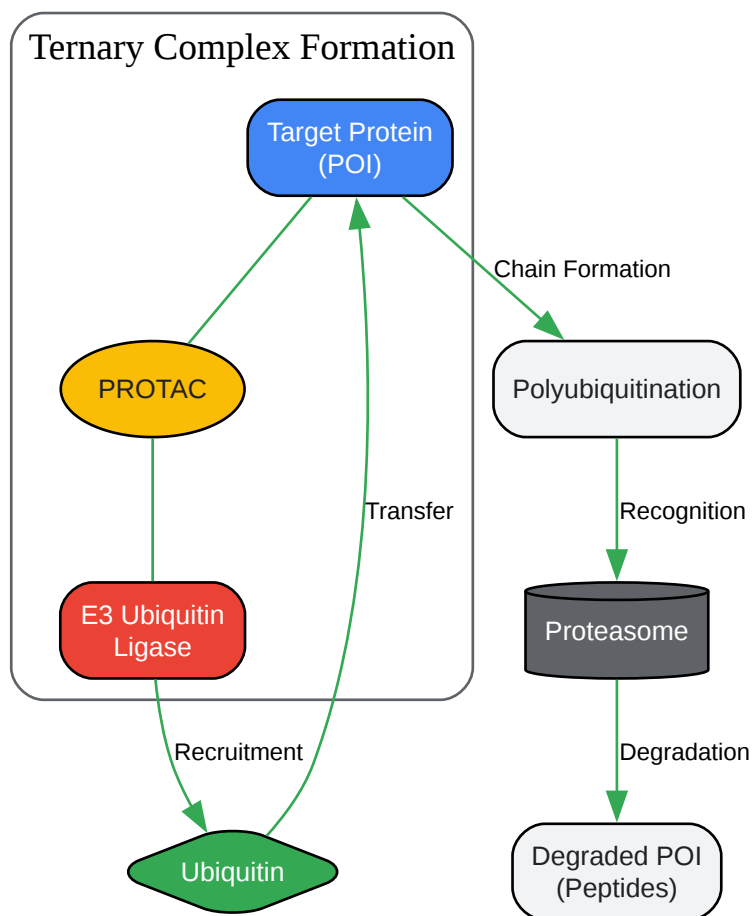 Ternary Complex Formation
Target Protein
(POI)
Chain Formation
PROTAC
Polyubiquitination
Transfer
Recognition
E3 Ubiquitin
Ligase
Proteasome
Recruitment
Degradation
Ubiquitin
Degraded POI
(Peptides)